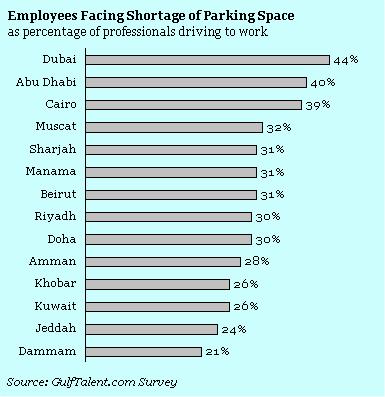 Employees Facing Shortage of Parking Space
as percentage of professionals driving to work
Dubai 44%
Abu Dhabi 40%
Cairo 39%
Muscat 32%
Sharjah 31%
Manama 31%
Beirut 31%
Riyadh 30%
Doha 30%
Amman 28%
Khobar 26%
Kuwait 26%
Jeddah 24%
Dammam 21%
Source: GulfTalent.com Survey